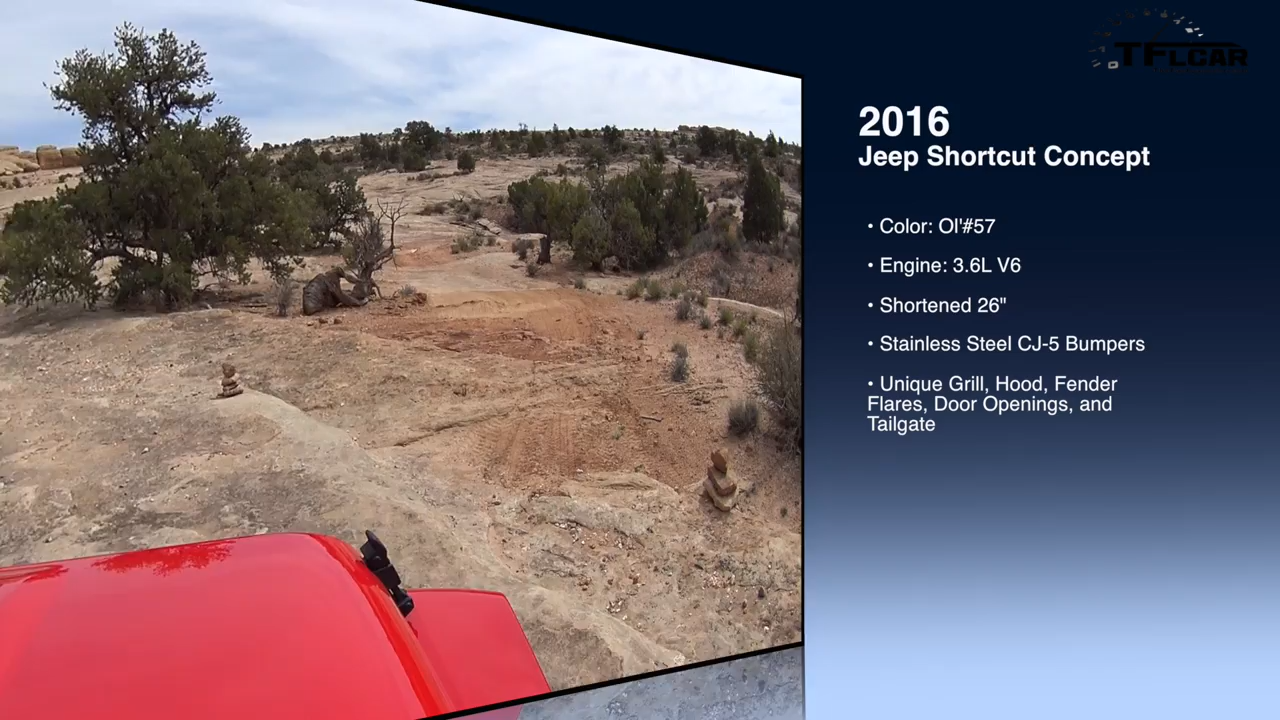 TFLCAR
2016
Jeep Shortcut Concept
• Color: Ol'#57
• Engine: 3.6L V6
• Shortened 26"
• Stainless Steel CJ-5 Bumpers
• Unique Grill, Hood, Fender
Flares, Door Openings, and
Tailgate